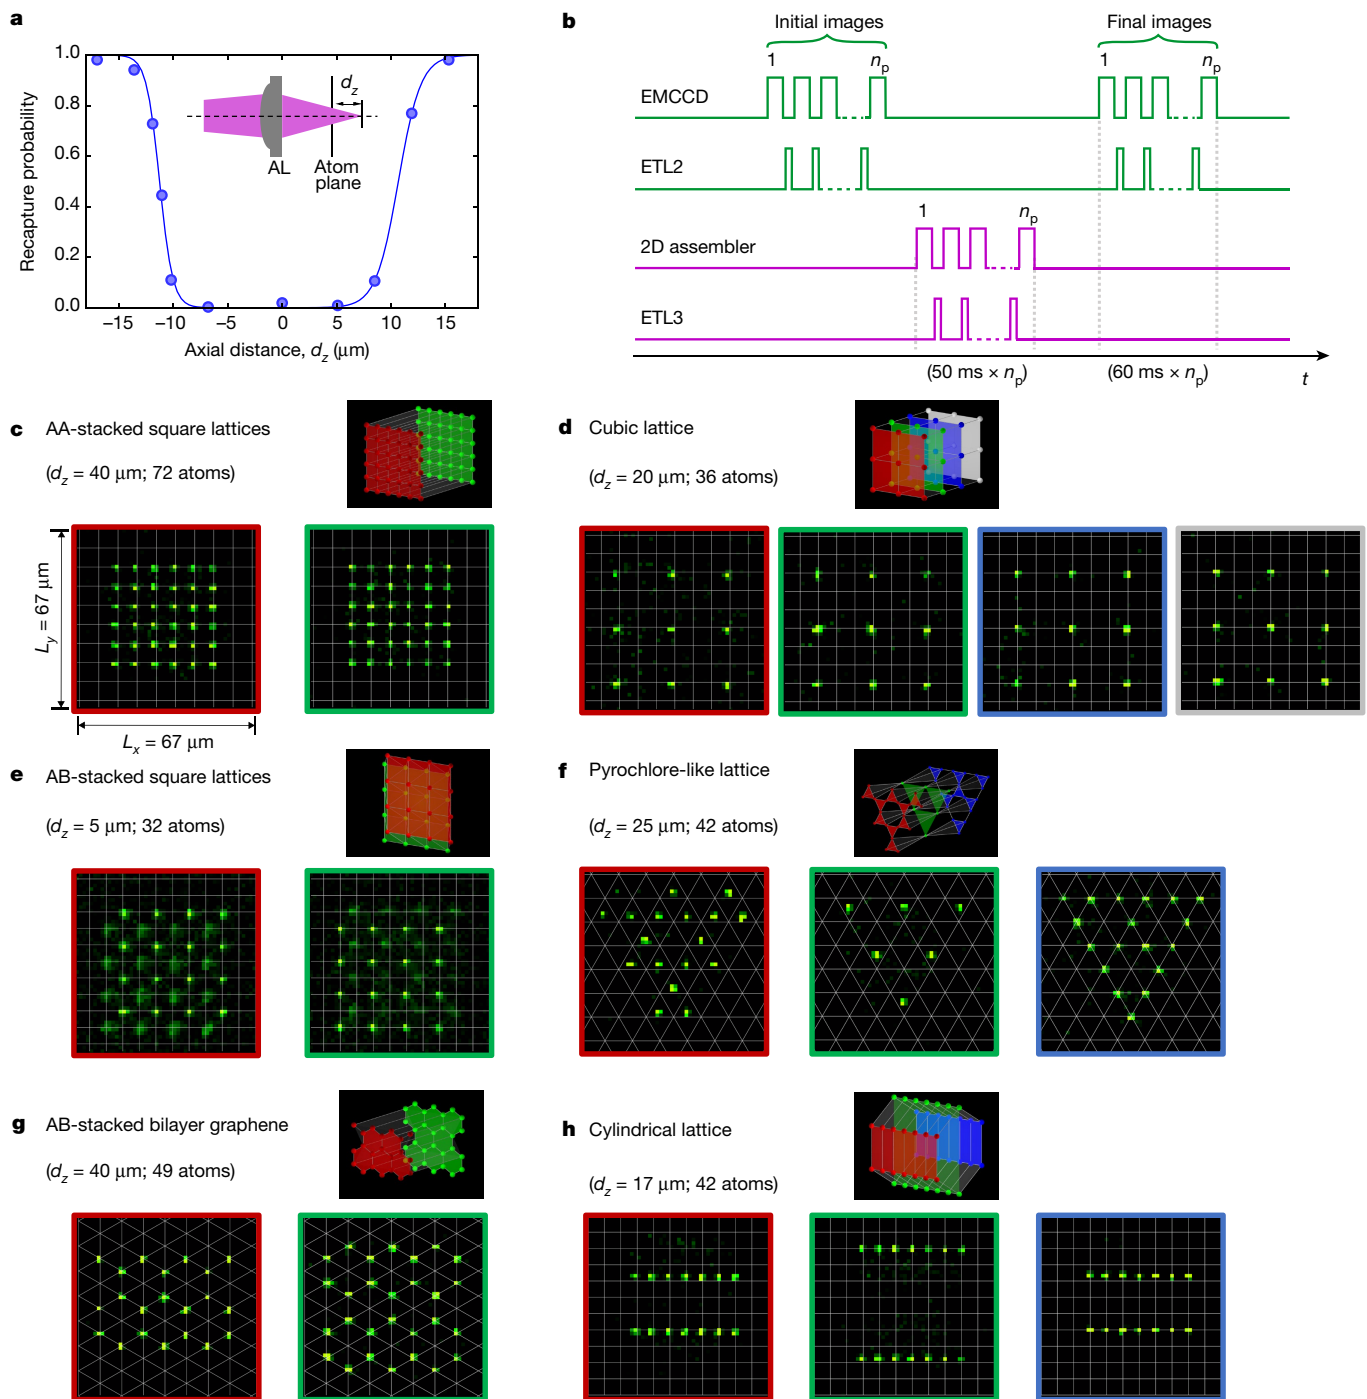 a
Recapture probability
1.0
0.8
0.6
0.4
0.2
0.0
−15
−10
−5
0
5
10
15
Axial distance, dz (μm)
dz
AL
Atom
plane
b
Initial images
Final images
1
np
1
np
EMCCD
ETL2
1
np
2D assembler
ETL3
(50 ms × np)
(60 ms × np)
t
c AA-stacked square lattices
(dz = 40 μm; 72 atoms)
Ly = 67 μm
Lx = 67 μm
d Cubic lattice
(dz = 20 μm; 36 atoms)
e AB-stacked square lattices
(dz = 5 μm; 32 atoms)
f Pyrochlore-like lattice
(dz = 25 μm; 42 atoms)
g AB-stacked bilayer graphene
(dz = 40 μm; 49 atoms)
h Cylindrical lattice
(dz = 17 μm; 42 atoms)